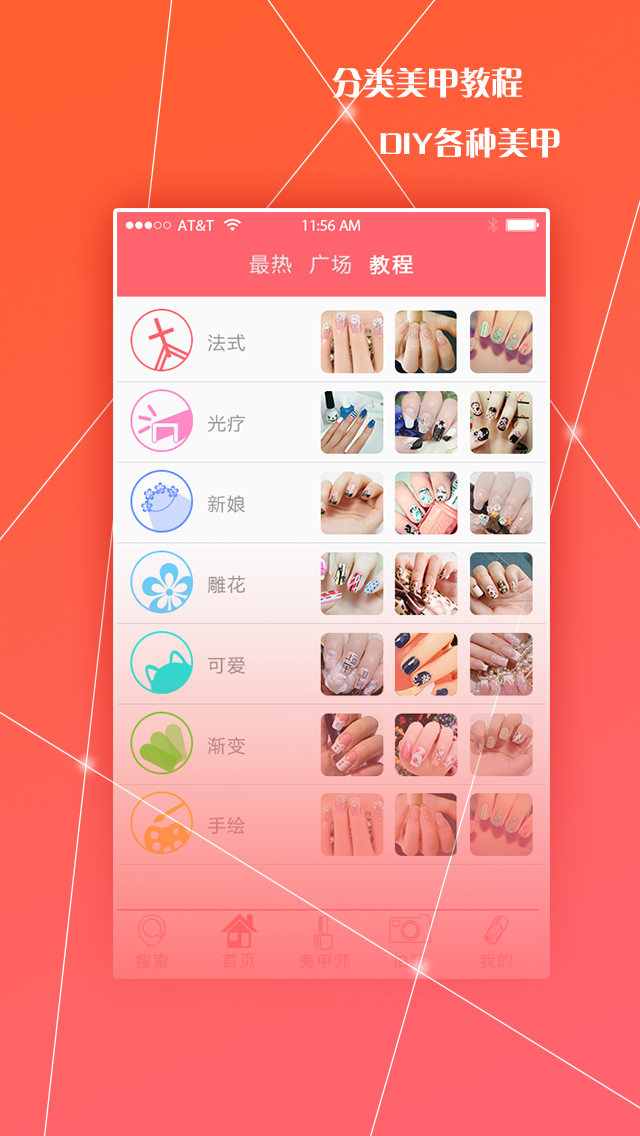 分类美甲教程
DIY各种美甲
AT&T 11:56 AM
最热 广场 教程
法式
光疗
新娘
雕花
可爱
渐变
手绘
搜索 首页 美甲师 我的